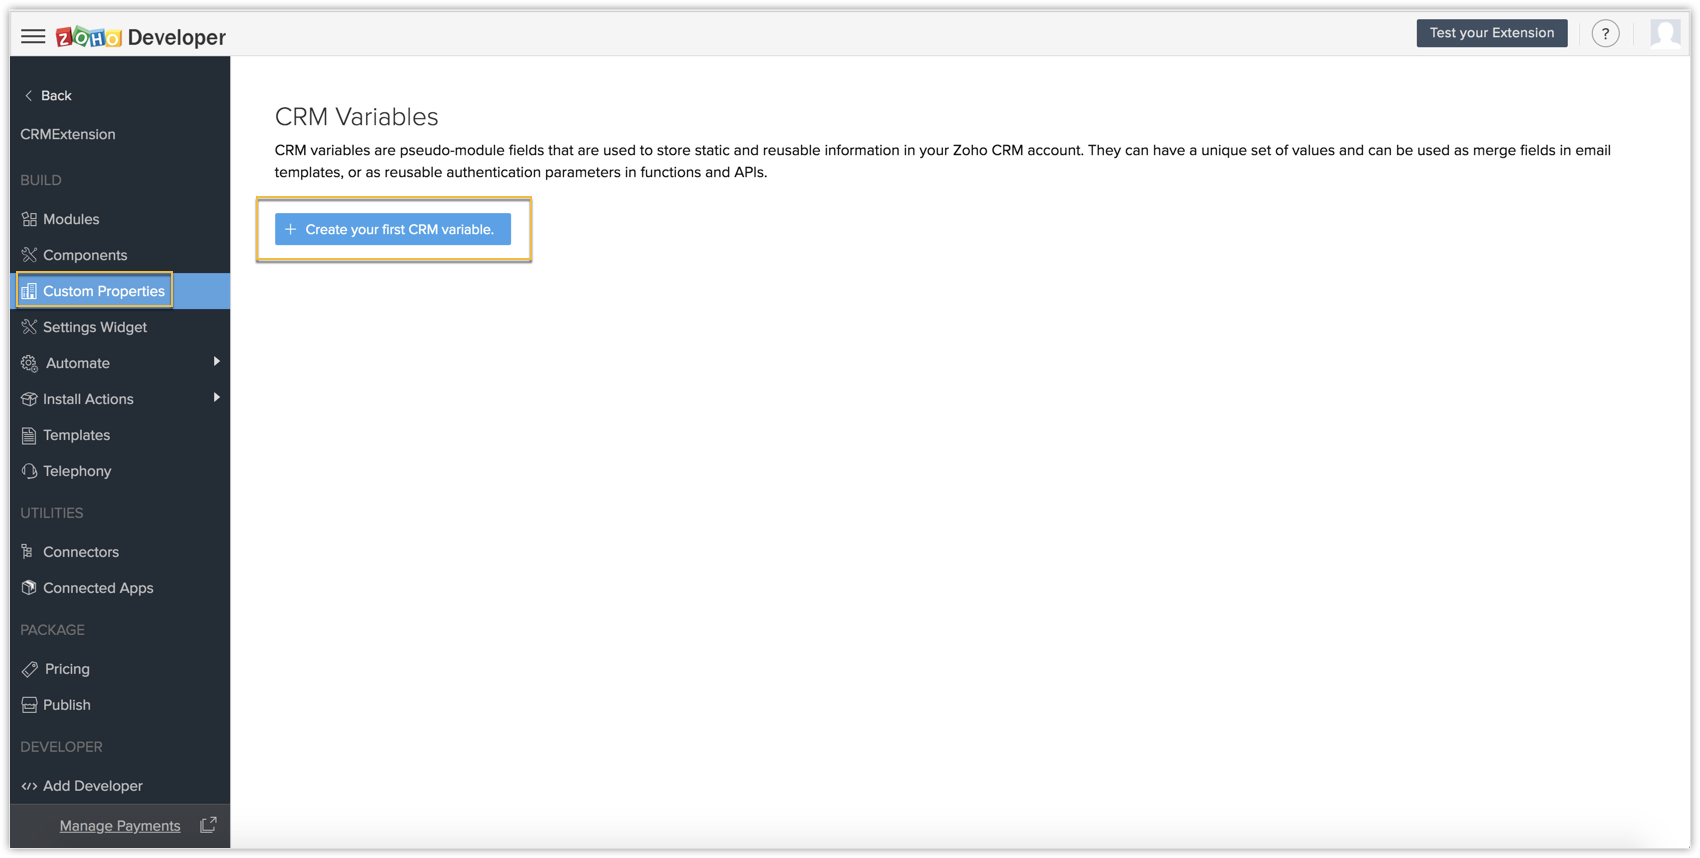 ZOHO Developer
Test your Extension
?
Back
CRMExtension
BUILD
Modules
Components
Custom Properties
Settings Widget
Automate
Install Actions
Templates
Telephony
UTILITIES
Connectors
Connected Apps
PACKAGE
Pricing
Publish
DEVELOPER
Add Developer
Manage Payments
CRM Variables
CRM variables are pseudo-module fields that are used to store static and reusable information in your Zoho CRM account. They can have a unique set of values and can be used as merge fields in email
templates, or as reusable authentication parameters in functions and APIs.
+ Create your first CRM variable.